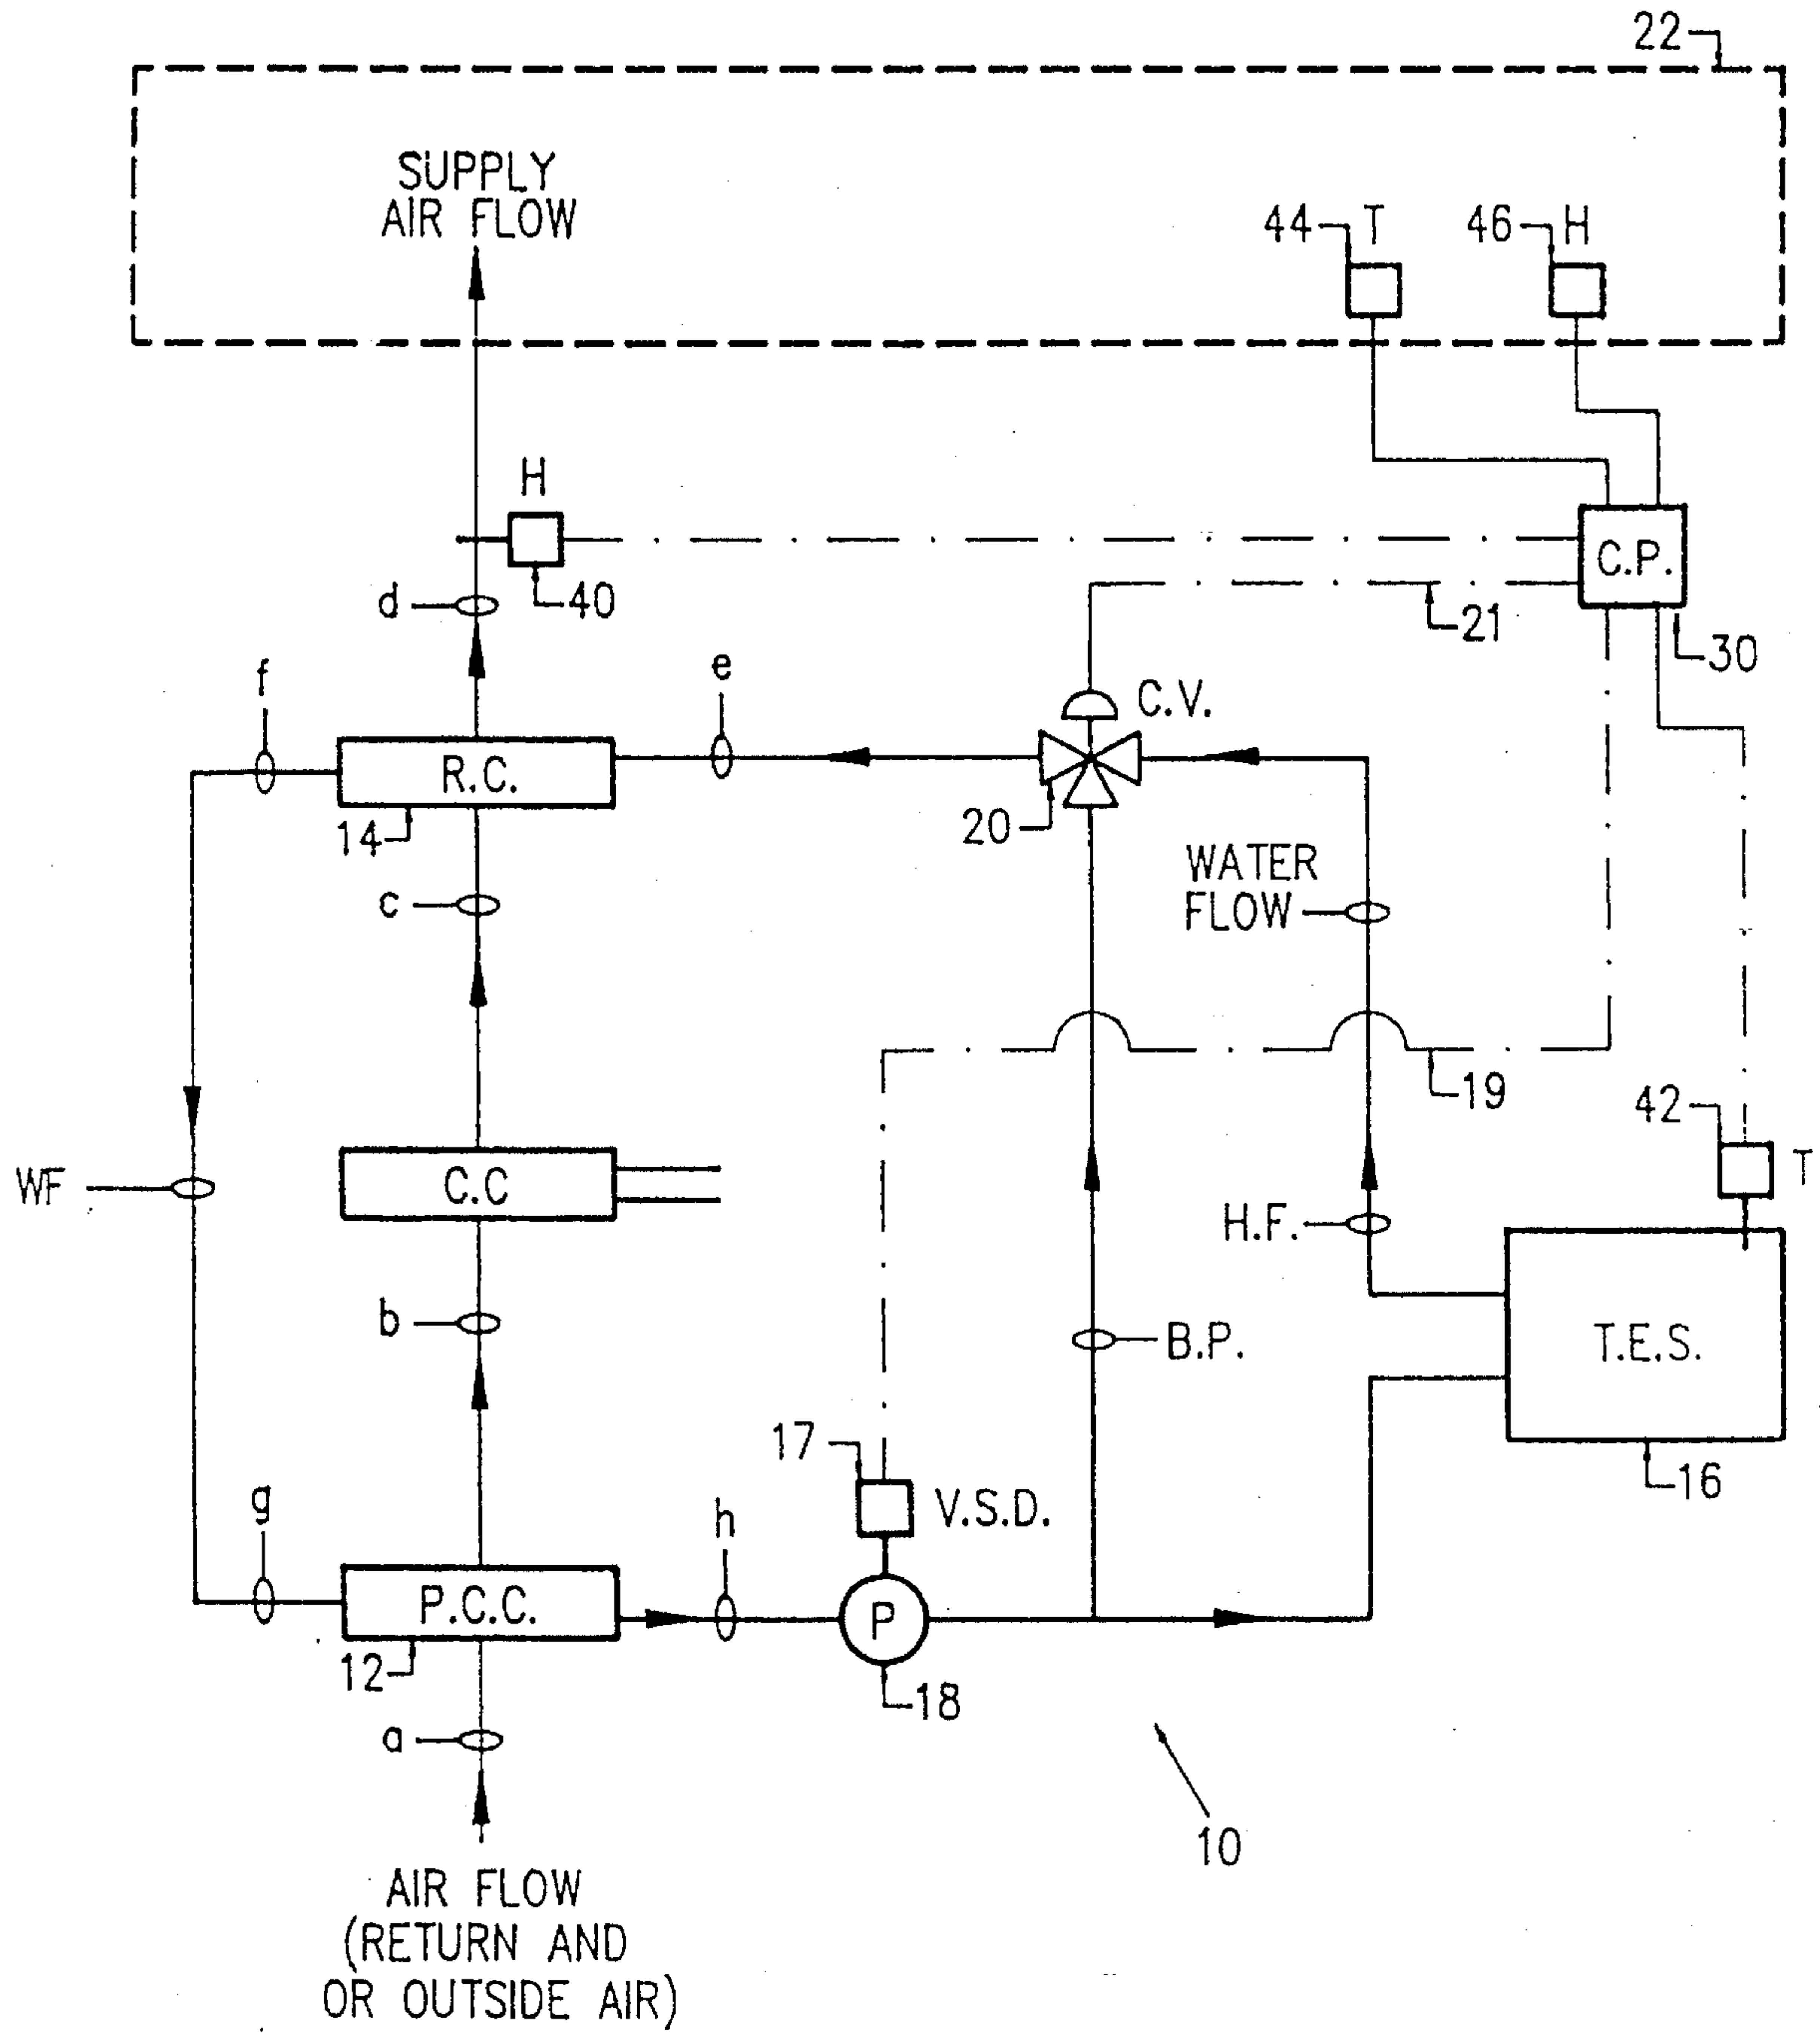 22
SUPPLY
AIR FLOW
44 T
46 H
H
40
C.P.
d
21
30
f
e
C.V.
R.C.
14
20
WATER
FLOW
c
19
42
T
WF
C.C
H.F.
b
B.P.
T.E.S.
17
V.S.D.
16
g
h
P.C.C.
P
12
18
a
10
AIR FLOW
(RETURN AND
OR OUTSIDE AIR)